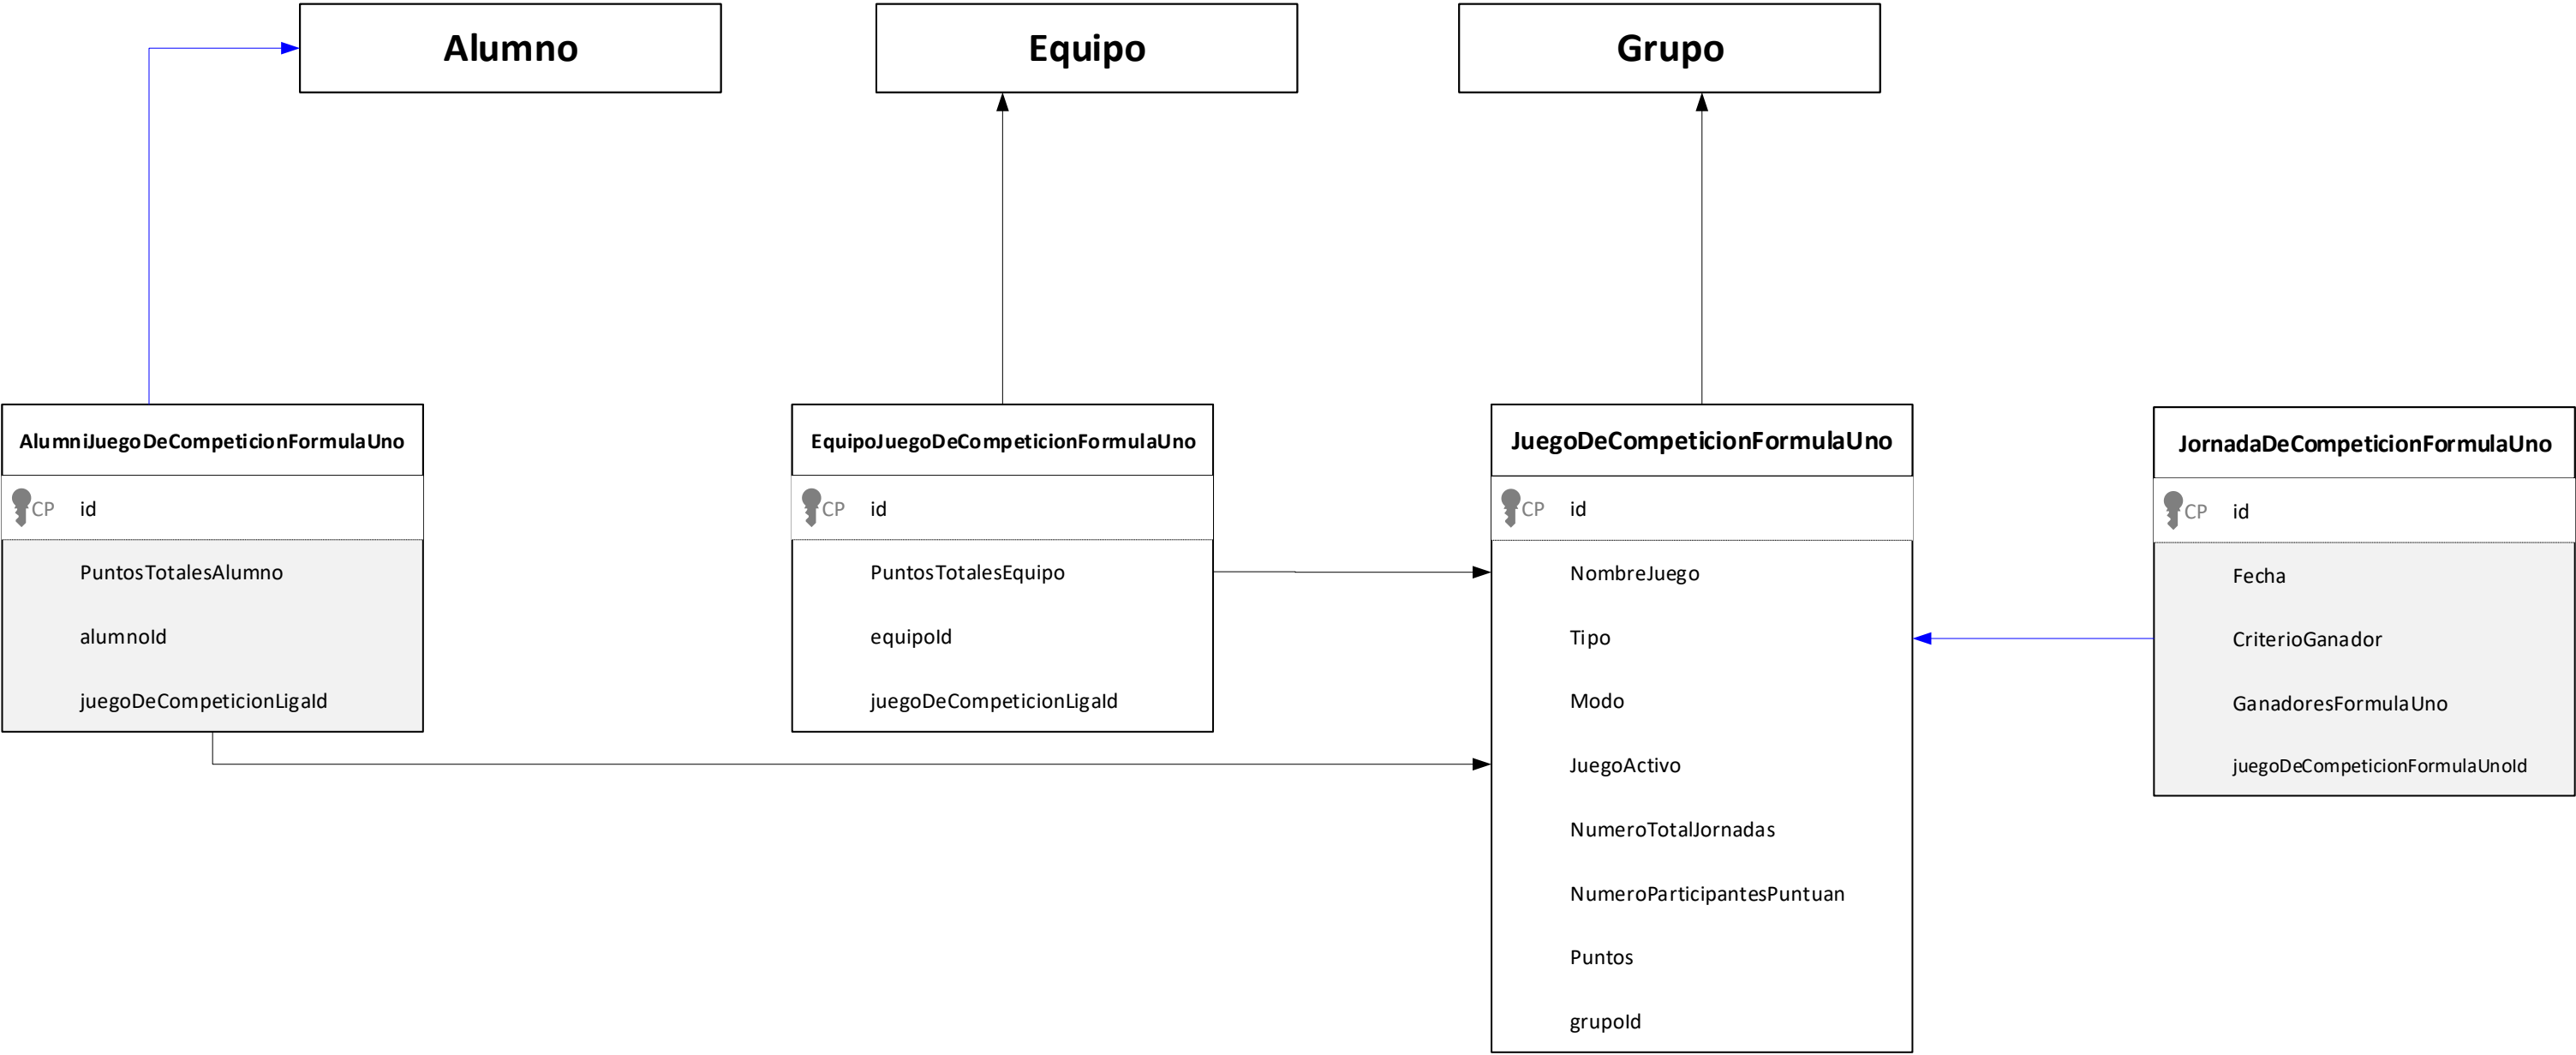 Alumno
Equipo
Grupo
AlumniJuegoDeCompeticionFormulaUno
CP id
PuntosTotalesAlumno
alumnoId
juegoDeCompeticionLigaId
EquipoJuegoDeCompeticionFormulaUno
CP id
PuntosTotalesEquipo
equipoId
juegoDeCompeticionLigaId
JuegoDeCompeticionFormulaUno
CP id
NombreJuego
Tipo
Modo
JuegoActivo
NumeroTotalJornadas
NumeroParticipantesPuntuan
Puntos
grupoId
JornadaDeCompeticionFormulaUno
CP id
Fecha
CriterioGanador
GanadoresFormulaUno
juegoDeCompeticionFormulaUnoId